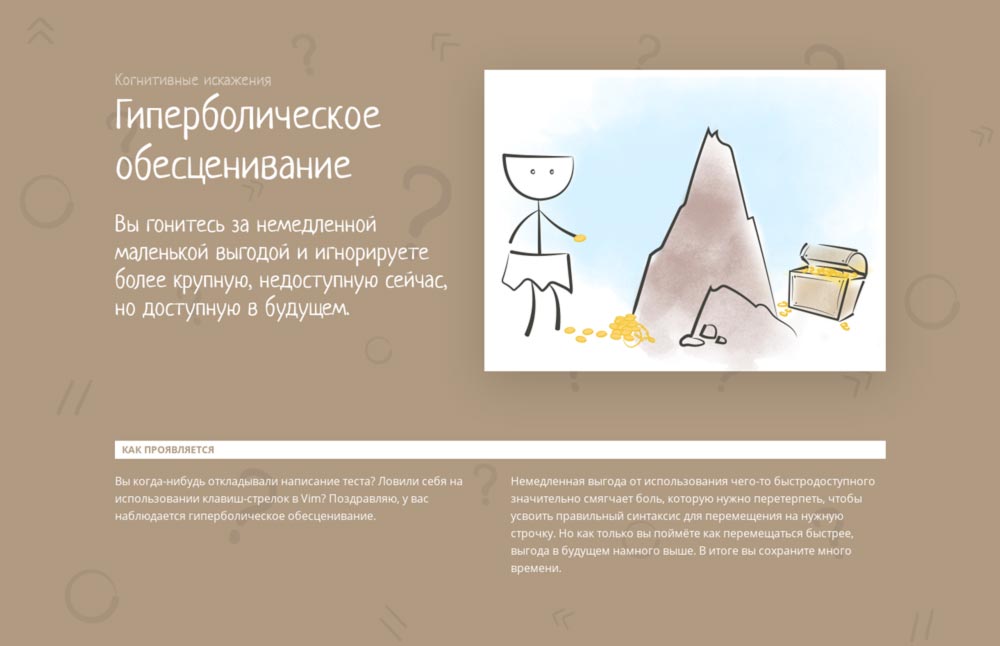 Когнитивные искажения
Гиперболическое
обесценивание
Вы гонитесь за немедленной
маленькой выгодой и игнорируете
более крупную, недоступную сейчас,
но доступную в будущем.
КАК ПРОЯВЛЯЕТСЯ
Вы когда-нибудь откладывали написание теста? Ловили себя на
использовании клавиш-стрелок в Vim? Поздравляю, у вас
наблюдается гиперболическое обесценивание.
Немедленная выгода от использования чего-то быстродоступного
значительно смягчает боль, которую нужно перетерпеть, чтобы
усвоить правильный синтаксис для перемещения на нужную
строчку. Но как только вы поймёте как перемещаться быстрее,
выгода в будущем намного выше. В итоге вы сохраните много
времени.